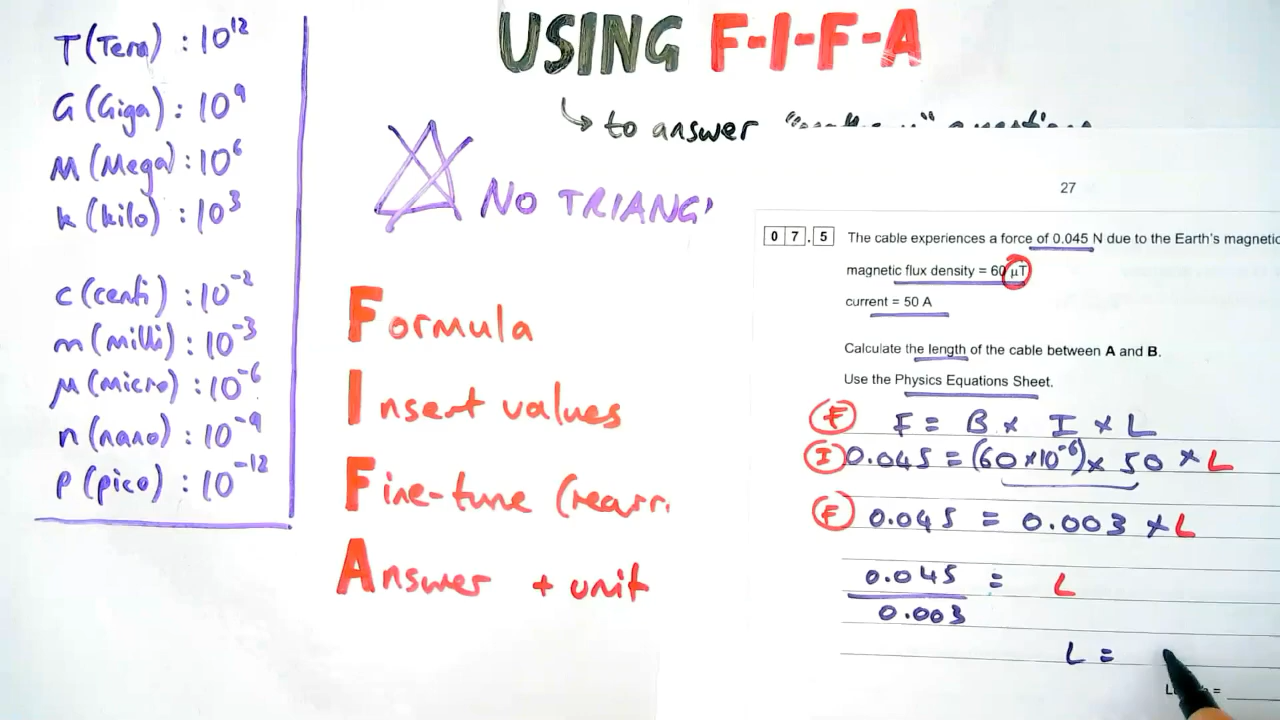 T (Tera) : 10¹²
G (Giga) : 10⁹
M (Mega) : 10⁶
k (kilo) : 10³
c (centi) : 10⁻²
m (milli) : 10⁻³
μ (micro) : 10⁻⁶
n (nano) : 10⁻⁹
p (pico) : 10⁻¹²
USING F-I-F-A
↳ to answer
NO TRIANG
Formula
Insert values
Fine-tune (rearr
Answer + unit
27
0 7 . 5 The cable experiences a force of 0.045 N due to the Earth's magnetic
magnetic flux density = 60 μT
current = 50 A
Calculate the length of the cable between A and B.
Use the Physics Equations Sheet.
F F = B × I × L
I 0.045 = (60 × 10⁻⁶) × 50 × L
F 0.045 = 0.003 × L
0.045 = L
0.003
L =